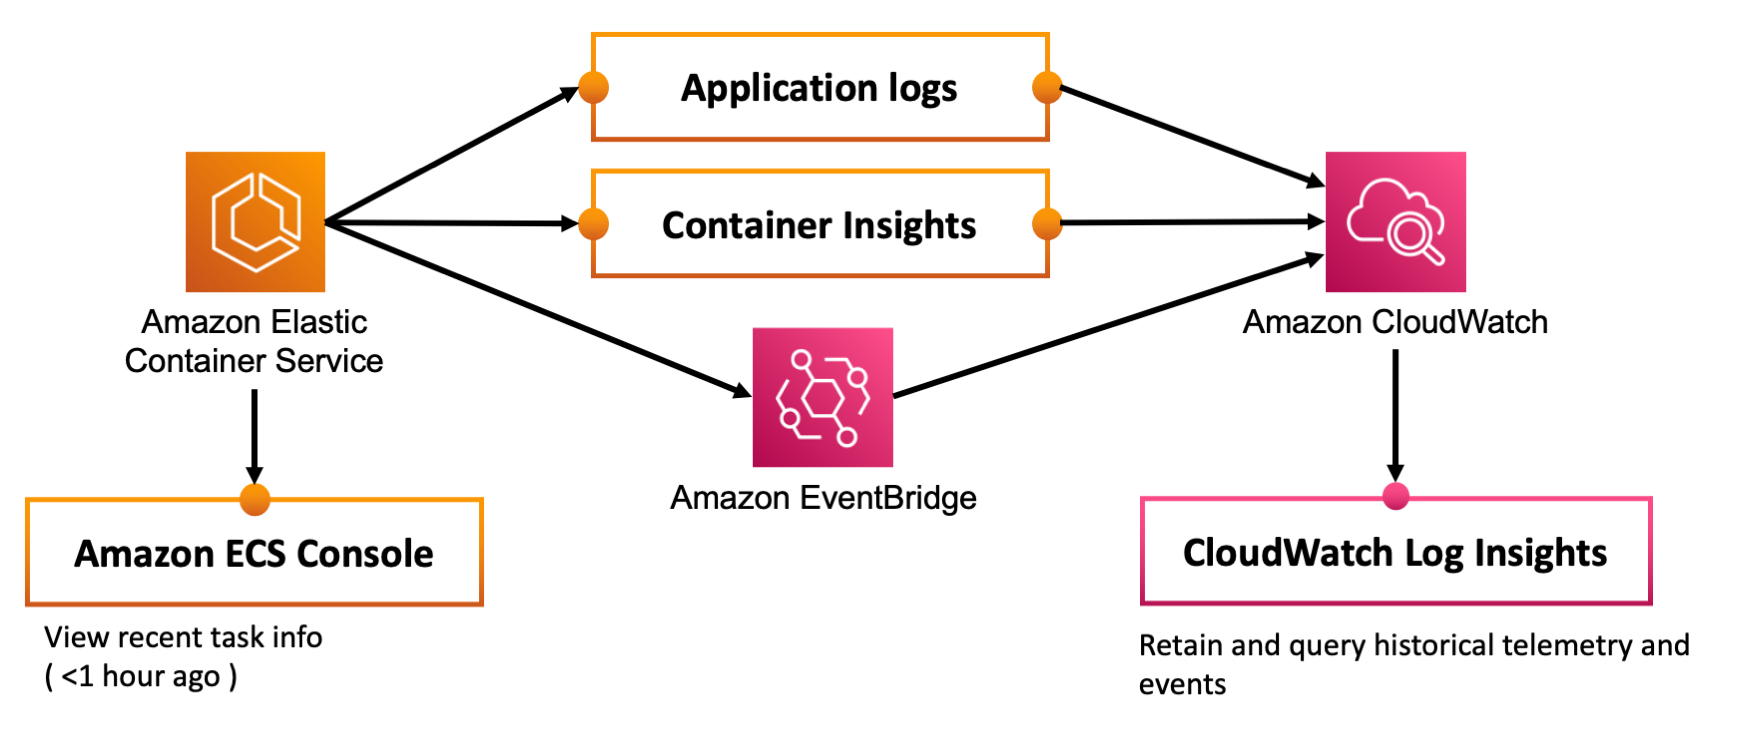 Application logs
Container Insights
Amazon Elastic
Container Service
Amazon CloudWatch
Amazon EventBridge
Amazon ECS Console
CloudWatch Log Insights
View recent task info
( <1 hour ago )
Retain and query historical telemetry and
events